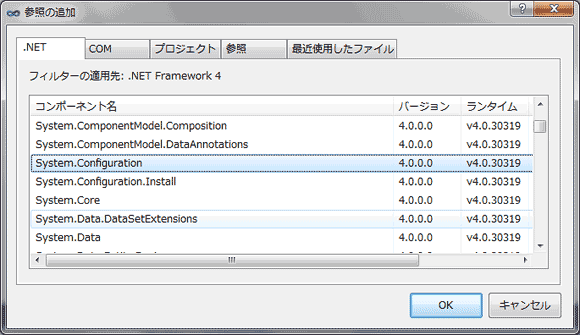 参照の追加
.NET COM プロジェクト 参照 最近使用したファイル
フィルターの適用先: .NET Framework 4
コンポーネント名 バージョン ランタイム
System.ComponentModel.Composition 4.0.0.0 v4.0.30319
System.ComponentModel.DataAnnotations 4.0.0.0 v4.0.30319
System.Configuration 4.0.0.0 v4.0.30319
System.Configuration.Install 4.0.0.0 v4.0.30319
System.Core 4.0.0.0 v4.0.30319
System.Data.DataSetExtensions 4.0.0.0 v4.0.30319
System.Data 4.0.0.0 v4.0.30319
OK キャンセル